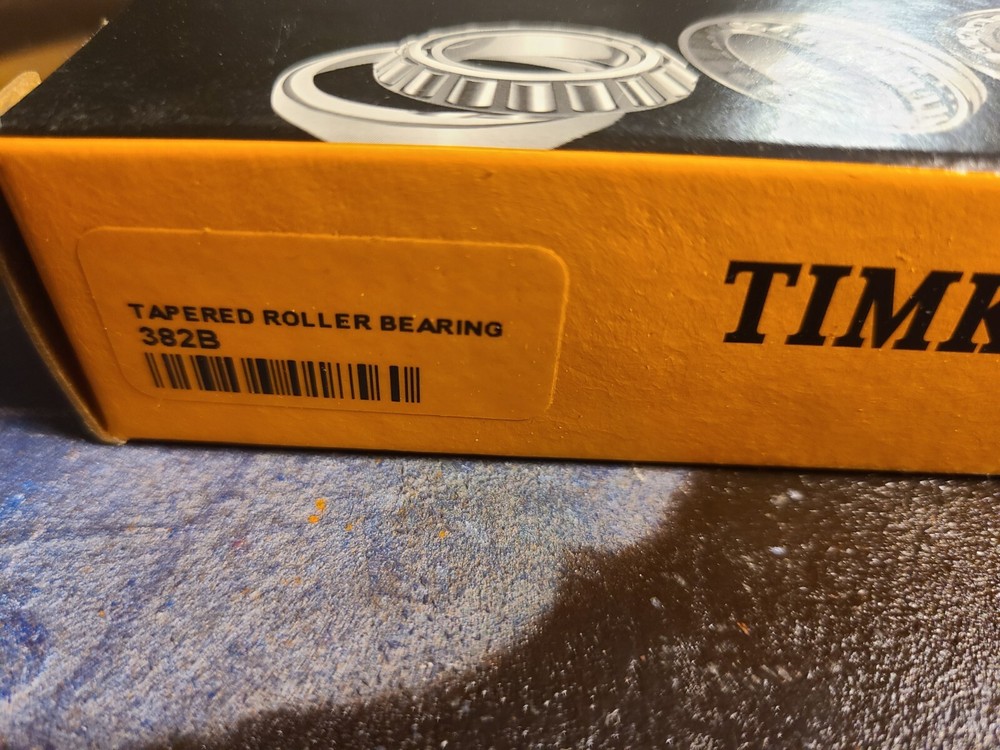 TAPERED ROLLER BEARING
382B
TIMK